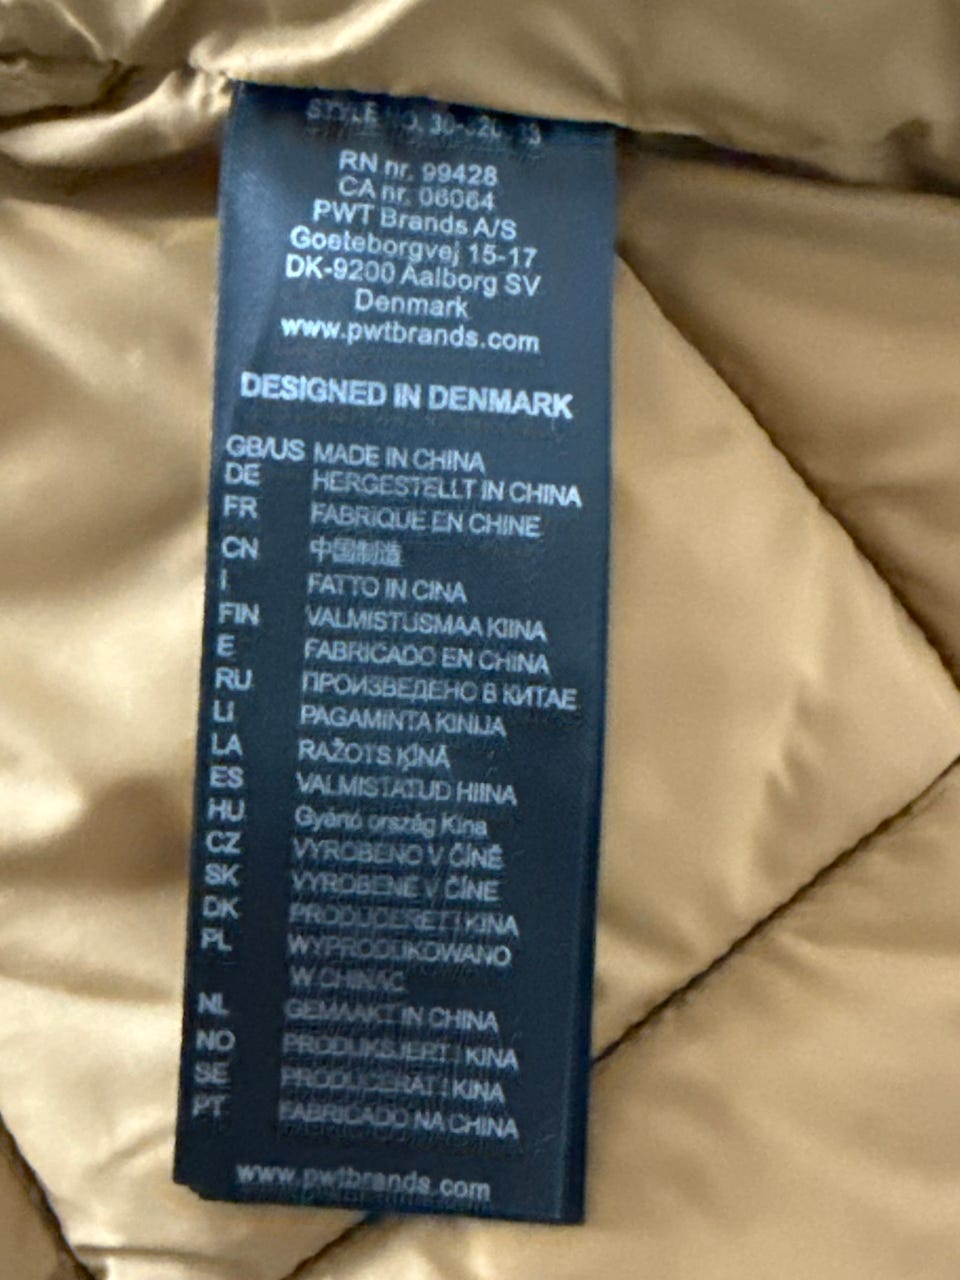 STYLE NO.
RN nr. 99428
CA nr. 06064
PWT Brands A/S
Goeteborgvej 15-17
DK-9200 Aalborg SV
Denmark
www.pwtbrands.com
DESIGNED IN DENMARK
GB/US MADE IN CHINA
DE HERGESTELLT IN CHINA
FR FABRIQUE EN CHINE
CN 中国制造
I FATTO IN CINA
FIN VALMISTUSMAA KIINA
E FABRICADO EN CHINA
RU ПРОИЗВЕДЕНО В КИТАЕ
LI PAGAMINTA KINIJA
LA RAŽOTS ĶĪNĀ
ES VALMISTATUD HIINA
HU Gyártó ország Kína
CZ VYROBENO V ČÍNĚ
SK VYROBENÉ V ČÍNE
DK PRODUCERET I KINA
PL WYPRODUKOWANO
W CHINAC
NL GEMAAKT IN CHINA
NO PRODUKSJERT I KINA
SE PRODUCERAT I KINA
PT FABRICADO NA CHINA
www.pwtbrands.com